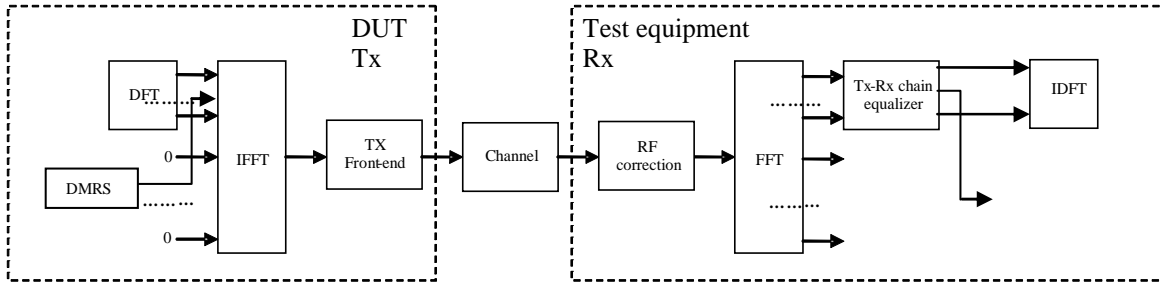 DUT
Tx
Test equipment
Rx
DFT
………
0
DMRS
………
0
IFFT
TX
Front-end
Channel
RF
correction
FFT
………
………
Tx-Rx chain
equalizer
IDFT